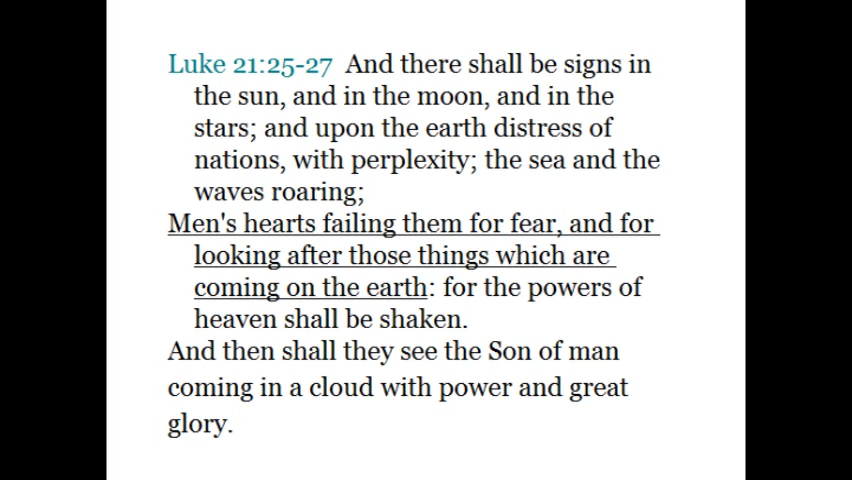 Luke 21:25-27 And there shall be signs in
the sun, and in the moon, and in the
stars; and upon the earth distress of
nations, with perplexity; the sea and the
waves roaring;
Men's hearts failing them for fear, and for
looking after those things which are
coming on the earth: for the powers of
heaven shall be shaken.
And then shall they see the Son of man
coming in a cloud with power and great
glory.